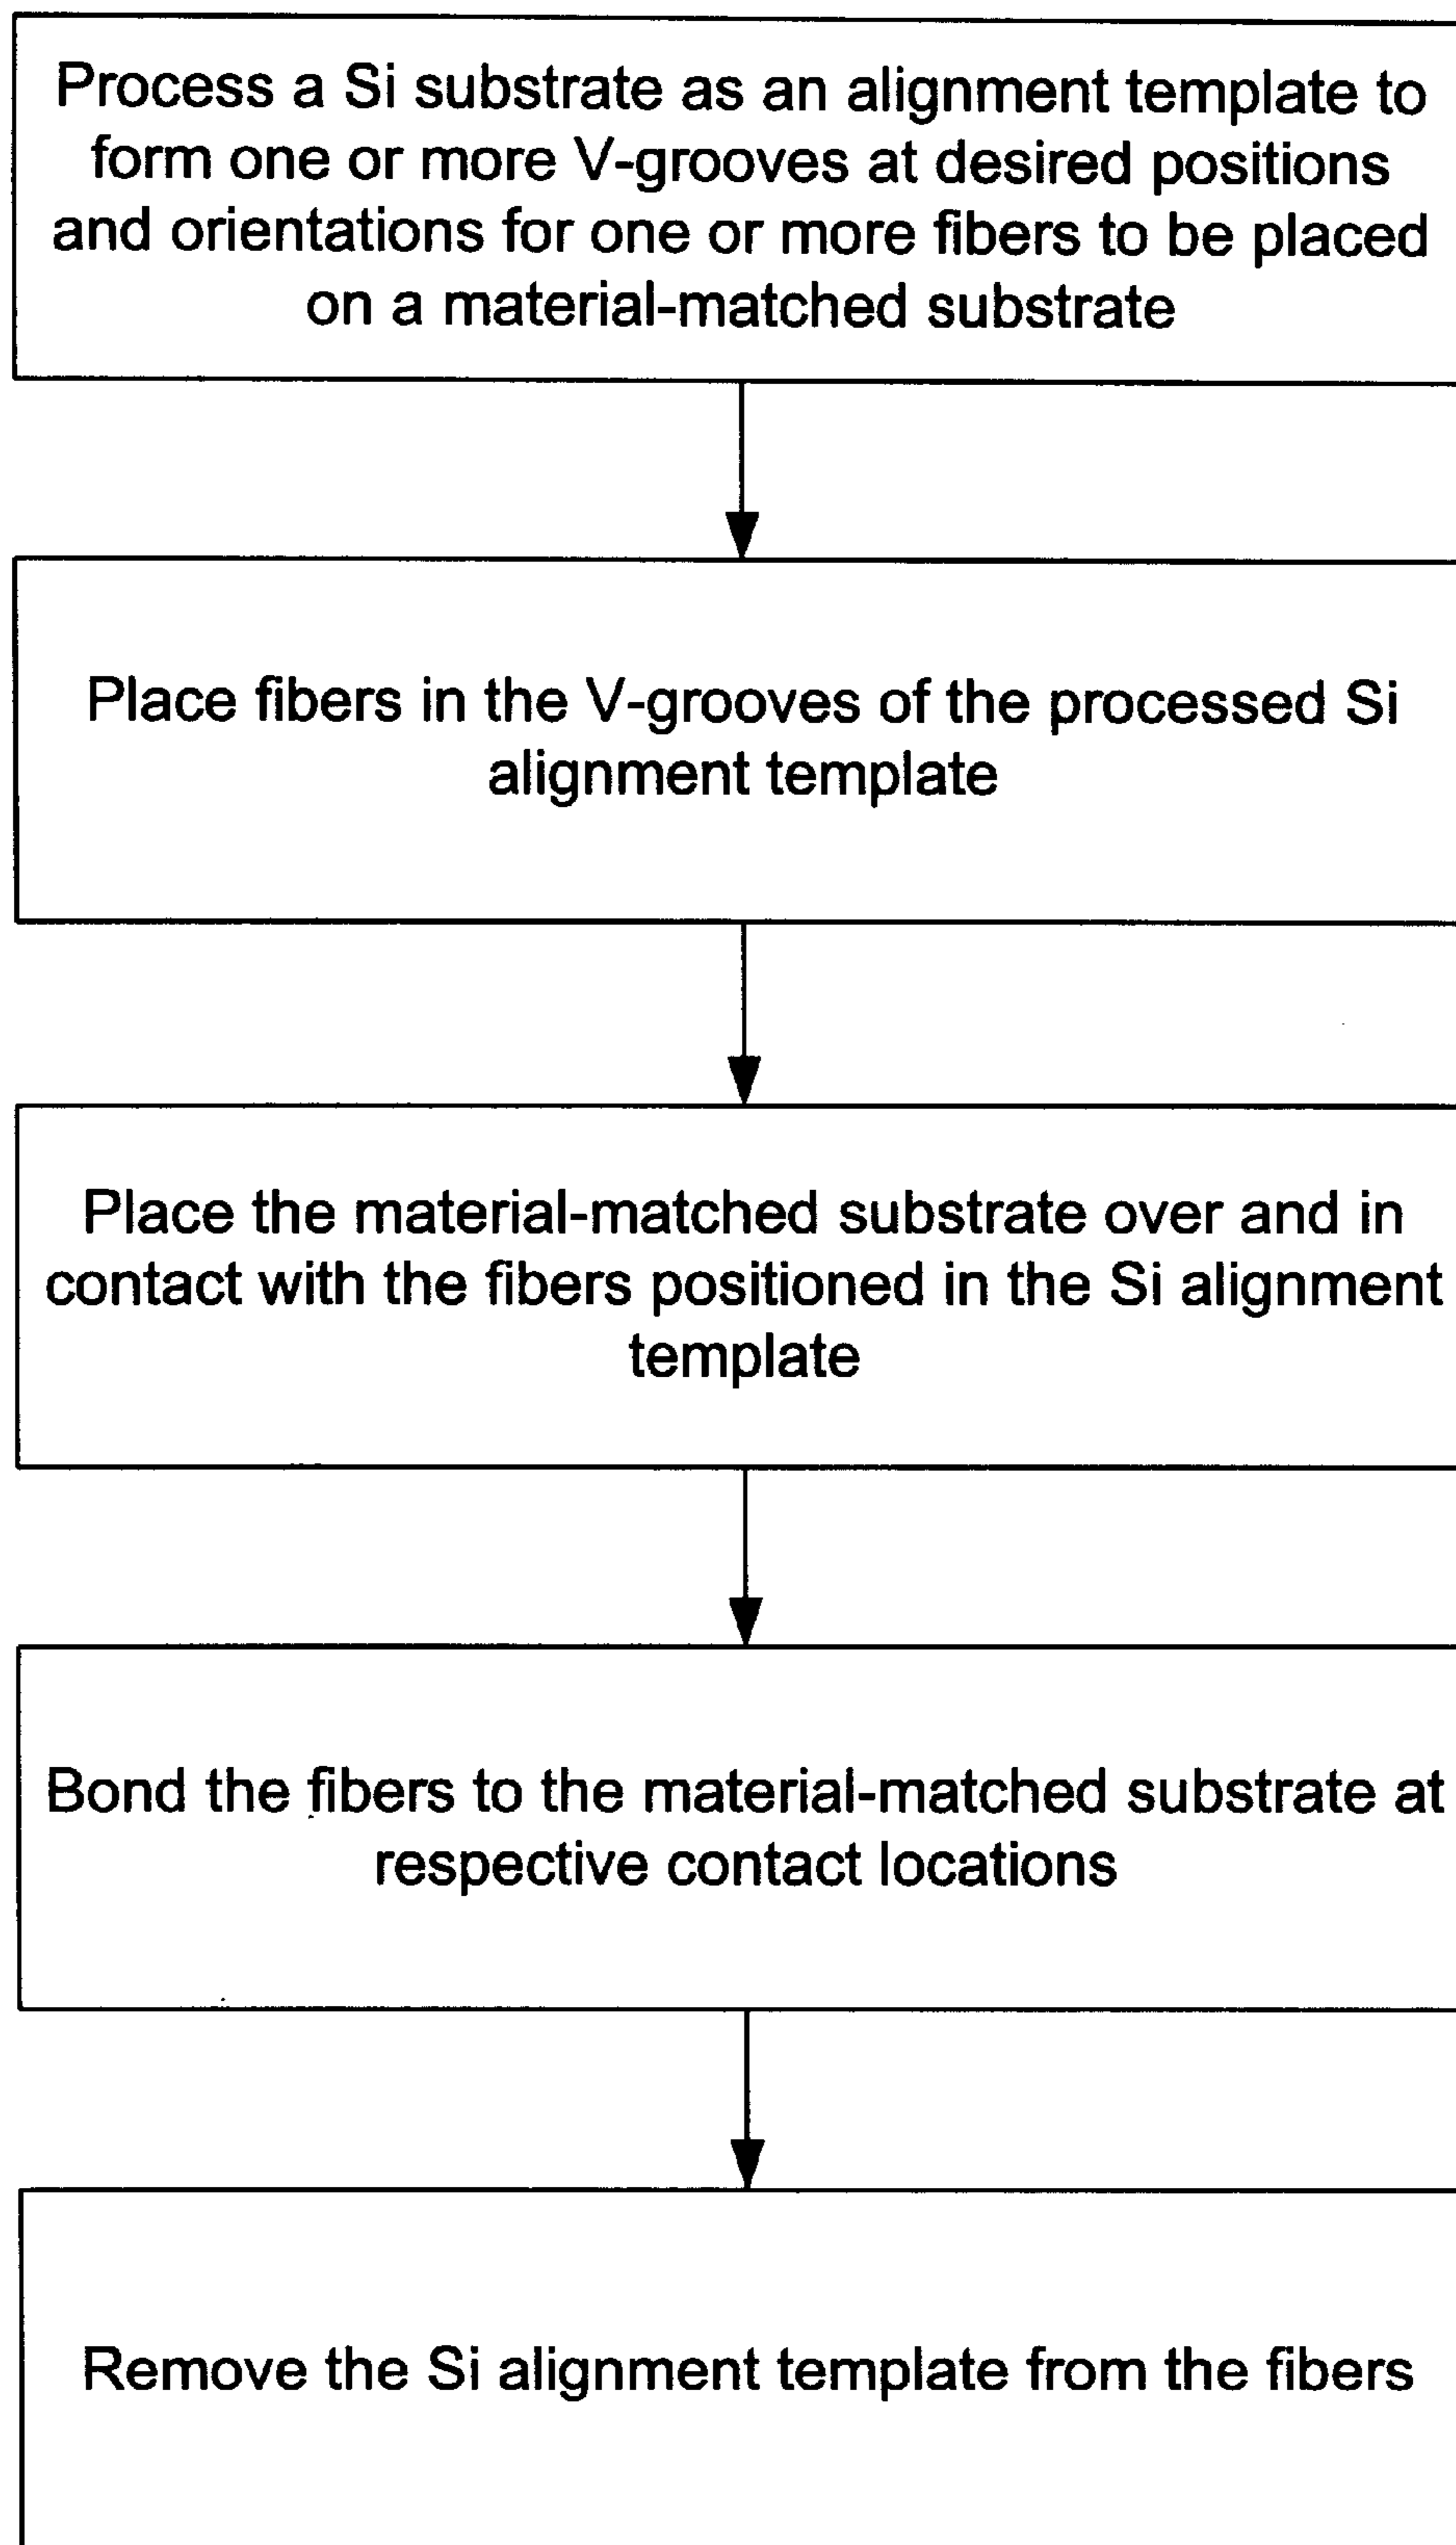 Process a Si substrate as an alignment template to
form one or more V-grooves at desired positions
and orientations for one or more fibers to be placed
on a material-matched substrate
Place fibers in the V-grooves of the processed Si
alignment template
Place the material-matched substrate over and in
contact with the fibers positioned in the Si alignment
template
Bond the fibers to the material-matched substrate at
respective contact locations
Remove the Si alignment template from the fibers